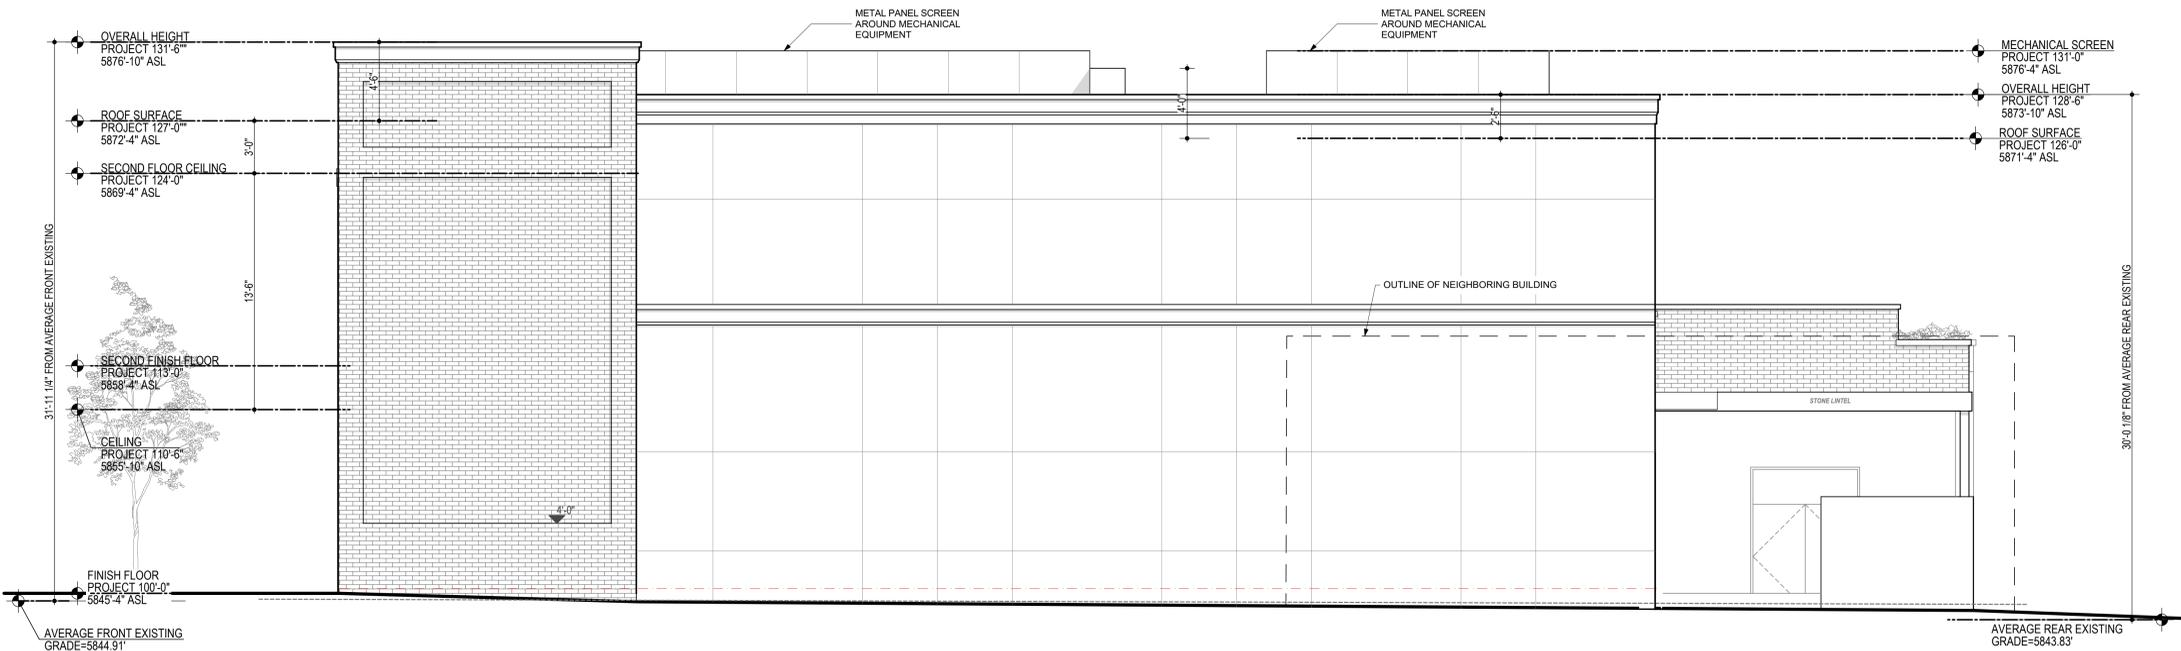 METAL PANEL SCREEN
AROUND MECHANICAL
EQUIPMENT
METAL PANEL SCREEN
AROUND MECHANICAL
EQUIPMENT
OVERALL HEIGHT
PROJECT 131'-6""
5876'-10" ASL
MECHANICAL SCREEN
PROJECT 131'-0"
5876'-4" ASL
4'-6"
OVERALL HEIGHT
PROJECT 128'-6"
5873'-10" ASL
4'-0"
2'-6"
ROOF SURFACE
PROJECT 127'-0""
5872'-4" ASL
ROOF SURFACE
PROJECT 126'-0"
5871'-4" ASL
3'-0"
SECOND FLOOR CEILING
PROJECT 124'-0"
5869'-4" ASL
31'-11 1/4" FROM AVERAGE FRONT EXISTING
13'-6"
OUTLINE OF NEIGHBORING BUILDING
30'-0 1/8" FROM AVERAGE REAR EXISTING
SECOND FINISH FLOOR
PROJECT 113'-0"
5858'-4" ASL
STONE LINTEL
CEILING
PROJECT 110'-6"
5855'-10" ASL
4'-0"
FINISH FLOOR
PROJECT 100'-0"
5845'-4" ASL
AVERAGE FRONT EXISTING
GRADE=5844.91'
AVERAGE REAR EXISTING
GRADE=5843.83'